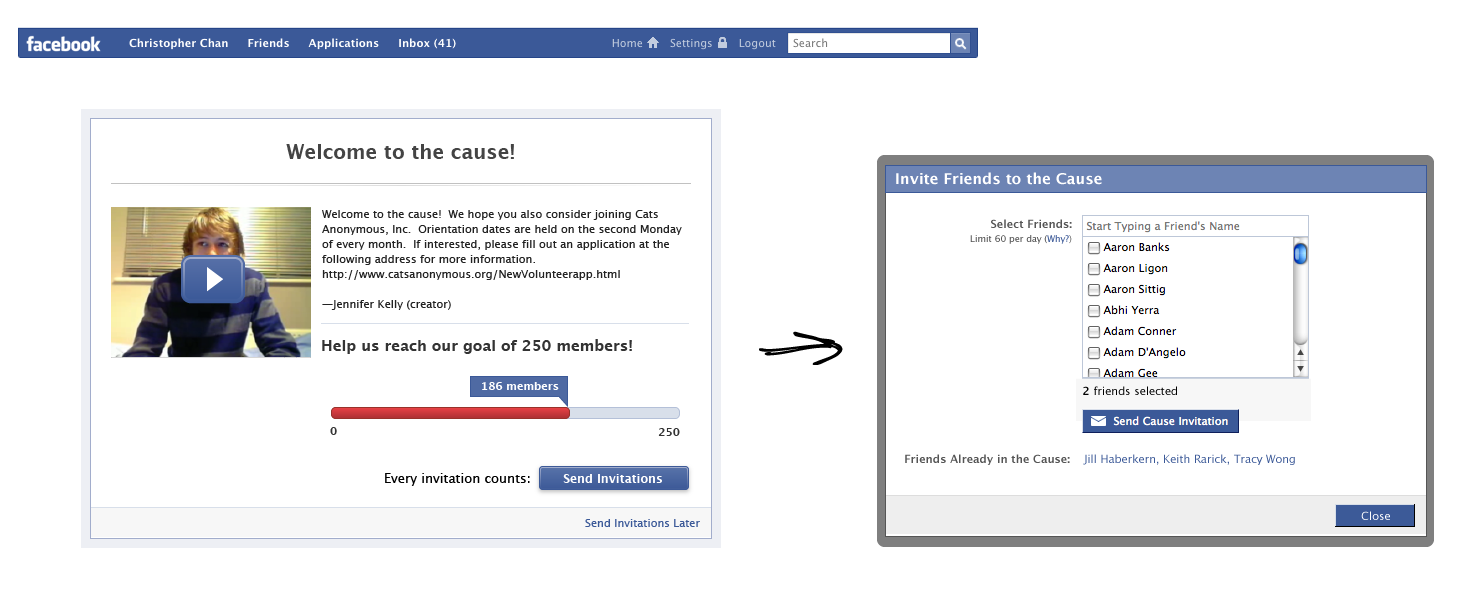 facebook Christopher Chan Friends Applications Inbox (41) Home Settings Logout Search
Welcome to the cause!
Welcome to the cause!  We hope you also consider joining Cats
Anonymous, Inc.  Orientation dates are held on the second Monday
of every month.  If interested, please fill out an application at the
following address for more information.
http://www.catsanonymous.org/NewVolunteerapp.html
—Jennifer Kelly (creator)
Help us reach our goal of 250 members!
186 members
0 250
Every invitation counts: Send Invitations
Send Invitations Later
Invite Friends to the Cause
Select Friends: Start Typing a Friend's Name
Limit 60 per day (Why?)
Aaron Banks
Aaron Ligon
Aaron Sittig
Abhi Yerra
Adam Conner
Adam D'Angelo
Adam Gee
2 friends selected
Send Cause Invitation
Friends Already in the Cause: Jill Haberkern, Keith Rarick, Tracy Wong
Close